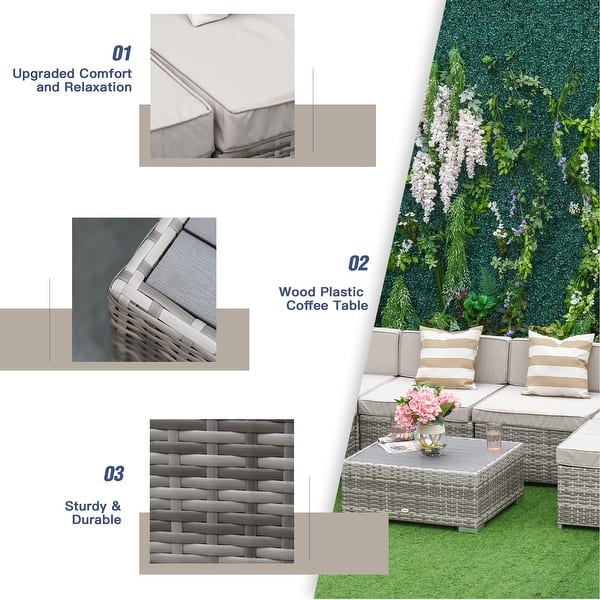 01
Upgraded Comfort
and Relaxation
02
Wood Plastic
Coffee Table
03
Sturdy &
Durable